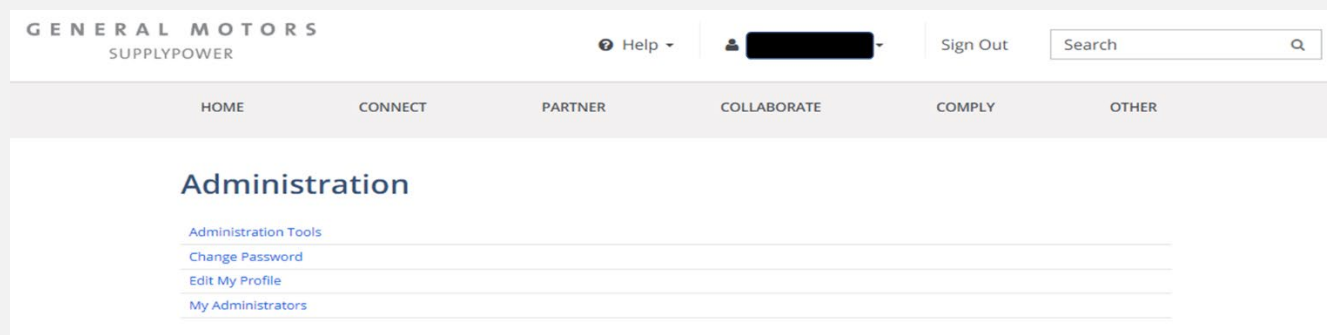 GENERAL MOTORS
SUPPLYPOWER
Help
Sign Out
Search
HOME CONNECT PARTNER COLLABORATE COMPLY OTHER
Administration
Administration Tools
Change Password
Edit My Profile
My Administrators